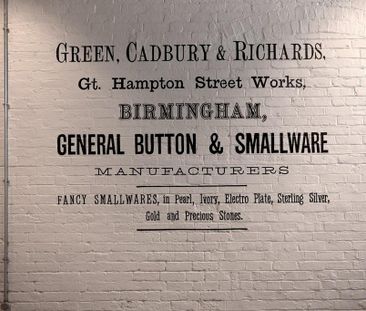 GREEN, CADBURY & RICHARDS,
Gt. Hampton Street Works,
BIRMINGHAM,
GENERAL BUTTON & SMALLWARE
MANUFACTURERS
FANCY SMALLWARES, in Pearl, Ivory, Electro Plate, Sterling Silver,
Gold and Precious Stones.